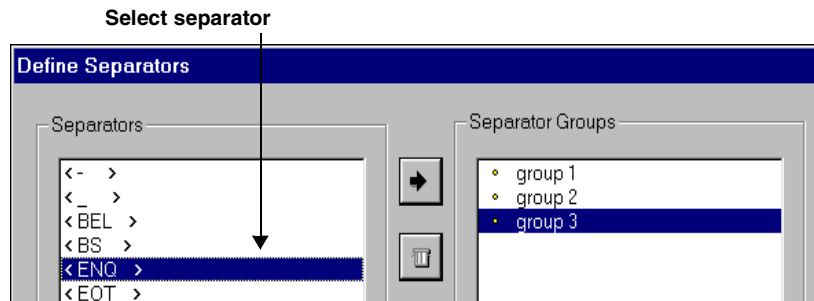 Select separator
Define Separators
Separators
Separator Groups
<-   >
<_   >
<BEL >
<BS  >
<ENQ >
<EOT >
group 1
group 2
group 3